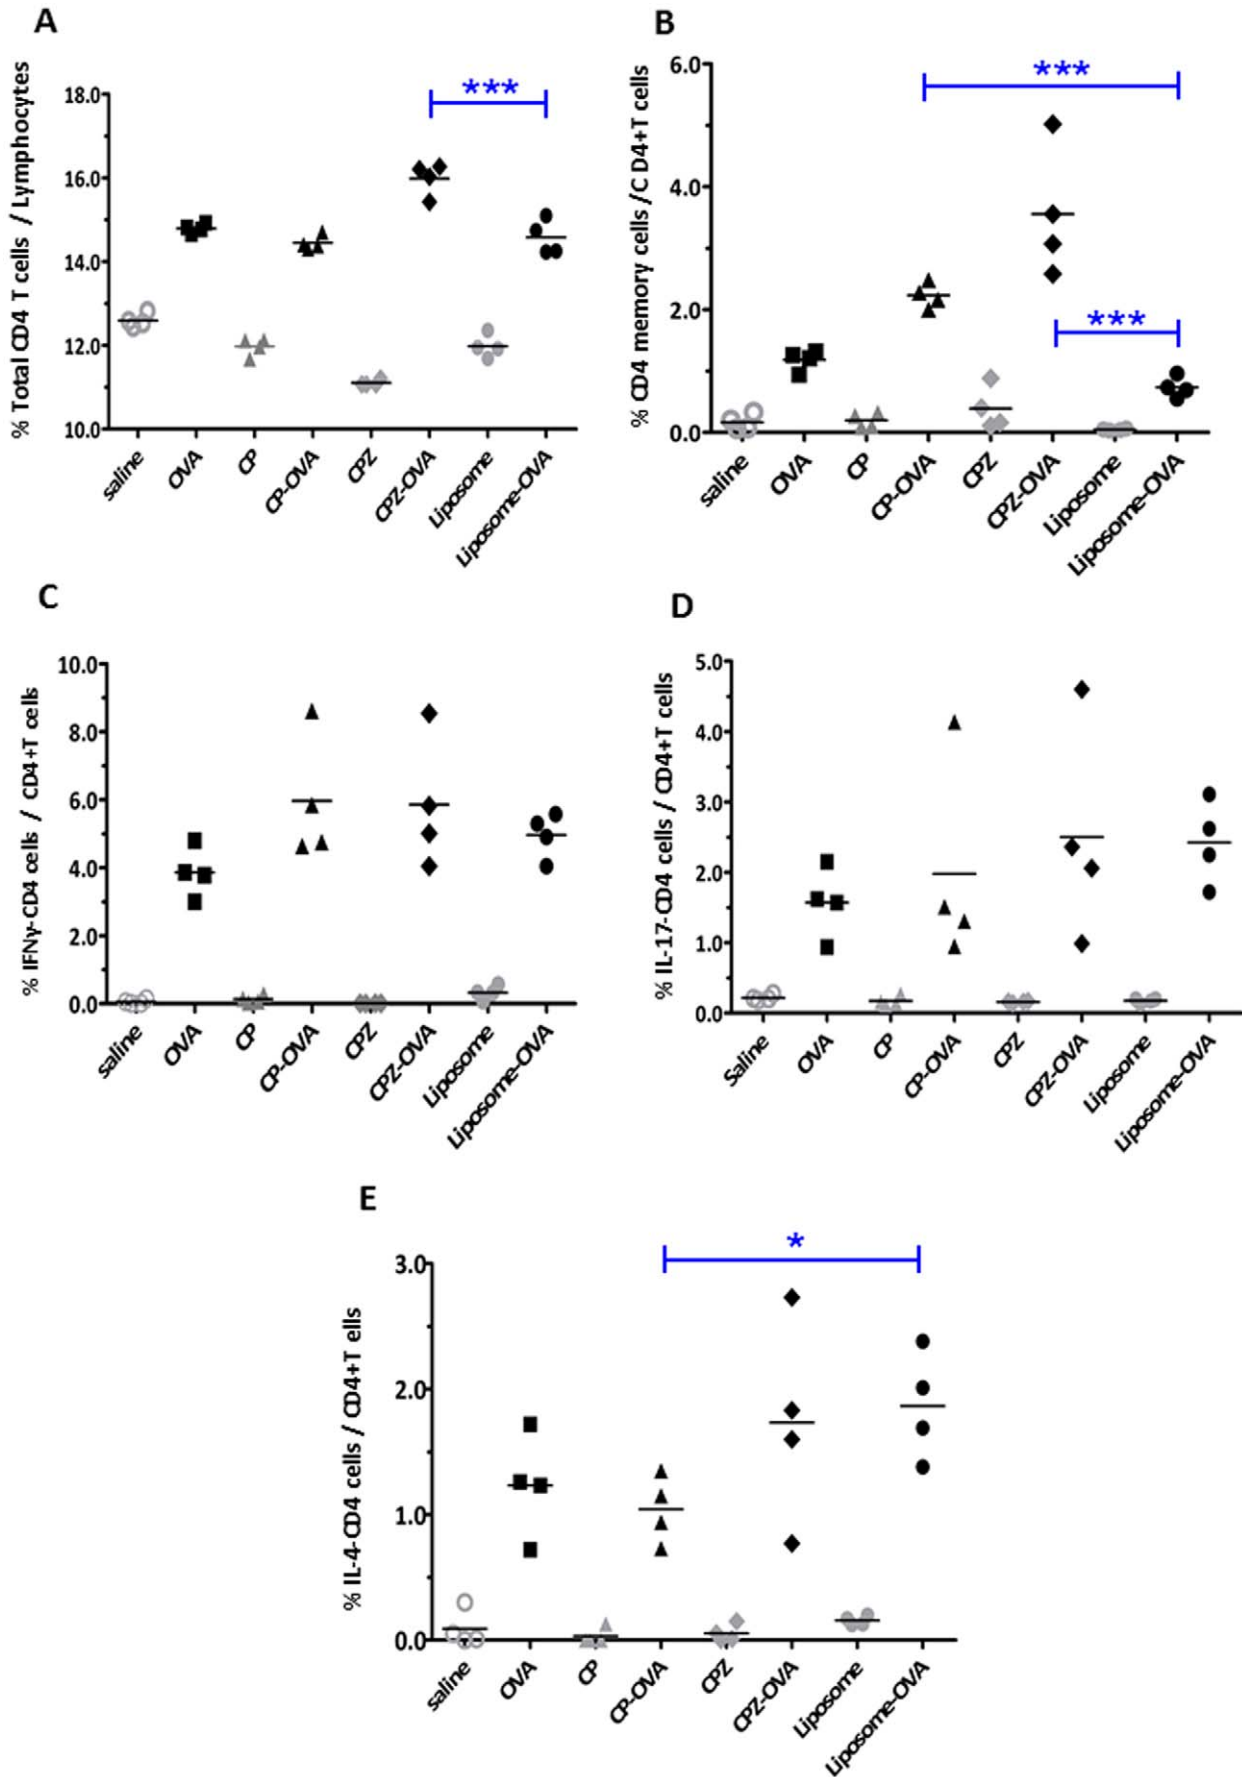 A
% Total CD4 T cells / Lymphocytes
18.0
16.0
14.0
12.0
10.0
***
saline
OVA
CP
CP-OVA
CPZ
CPZ-OVA
Liposome
Liposome-OVA
B
% CD4 memory cells /C D4+T cells
6.0
4.0
2.0
0.0
***
***
saline
OVA
CP
CP-OVA
CPZ
CPZ-OVA
Liposome
Liposome-OVA
C
% IFNγ-CD4 cells / CD4+T cells
10.0
8.0
6.0
4.0
2.0
0.0
saline
OVA
CP
CP-OVA
CPZ
CPZ-OVA
Liposome
Liposome-OVA
D
% IL-17-CD4 cells / CD4+T cells
5.0
4.0
3.0
2.0
1.0
0.0
Saline
OVA
CP
CP-OVA
CPZ
CPZ-OVA
Liposome
Liposome-OVA
E
% IL-4-CD4 cells / CD4+T ells
3.0
2.0
1.0
0.0
*
saline
OVA
CP
CP-OVA
CPZ
CPZ-OVA
Liposome
Liposome-OVA